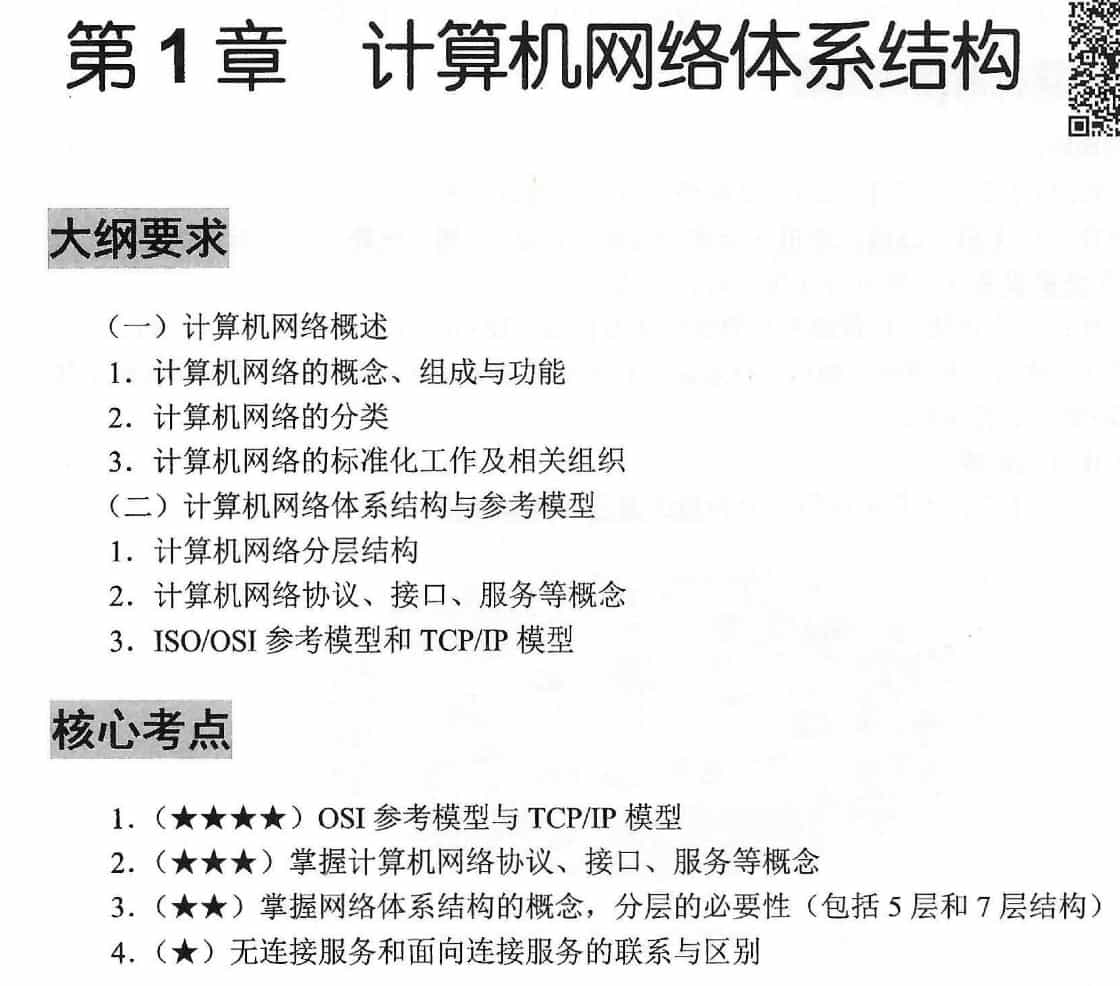 第1章 计算机网络体系结构
大纲要求
（一）计算机网络概述
1．计算机网络的概念、组成与功能
2．计算机网络的分类
3．计算机网络的标准化工作及相关组织
（二）计算机网络体系结构与参考模型
1．计算机网络分层结构
2．计算机网络协议、接口、服务等概念
3．ISO/OSI 参考模型和 TCP/IP 模型
核心考点
1．（★★★★）OSI 参考模型与 TCP/IP 模型
2．（★★★）掌握计算机网络协议、接口、服务等概念
3．（★★）掌握网络体系结构的概念，分层的必要性（包括 5 层和 7 层结构）
4．（★）无连接服务和面向连接服务的联系与区别